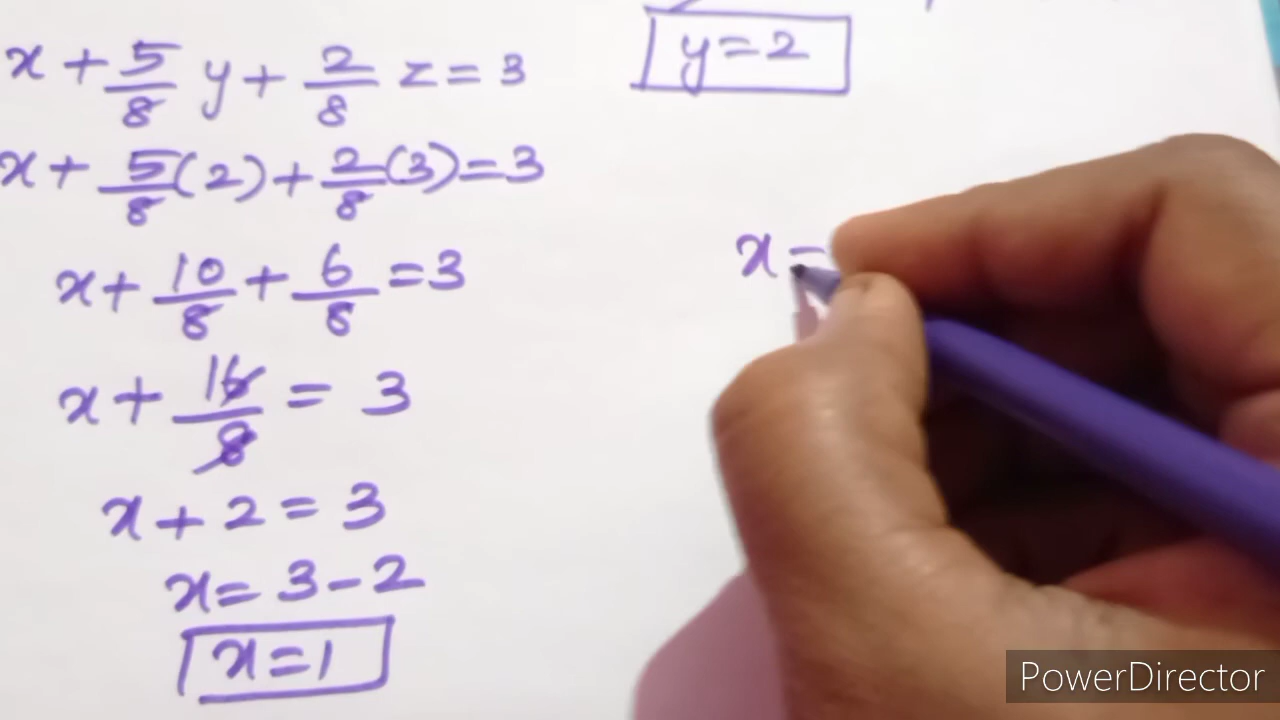 x + 5/8 y + 2/8 z = 3
x + 5/8 (2) + 2/8 (3) = 3
x + 10/8 + 6/8 = 3
x + 16/8 = 3
x + 2 = 3
x = 3 - 2
x = 1
y = 2
x =
PowerDirector